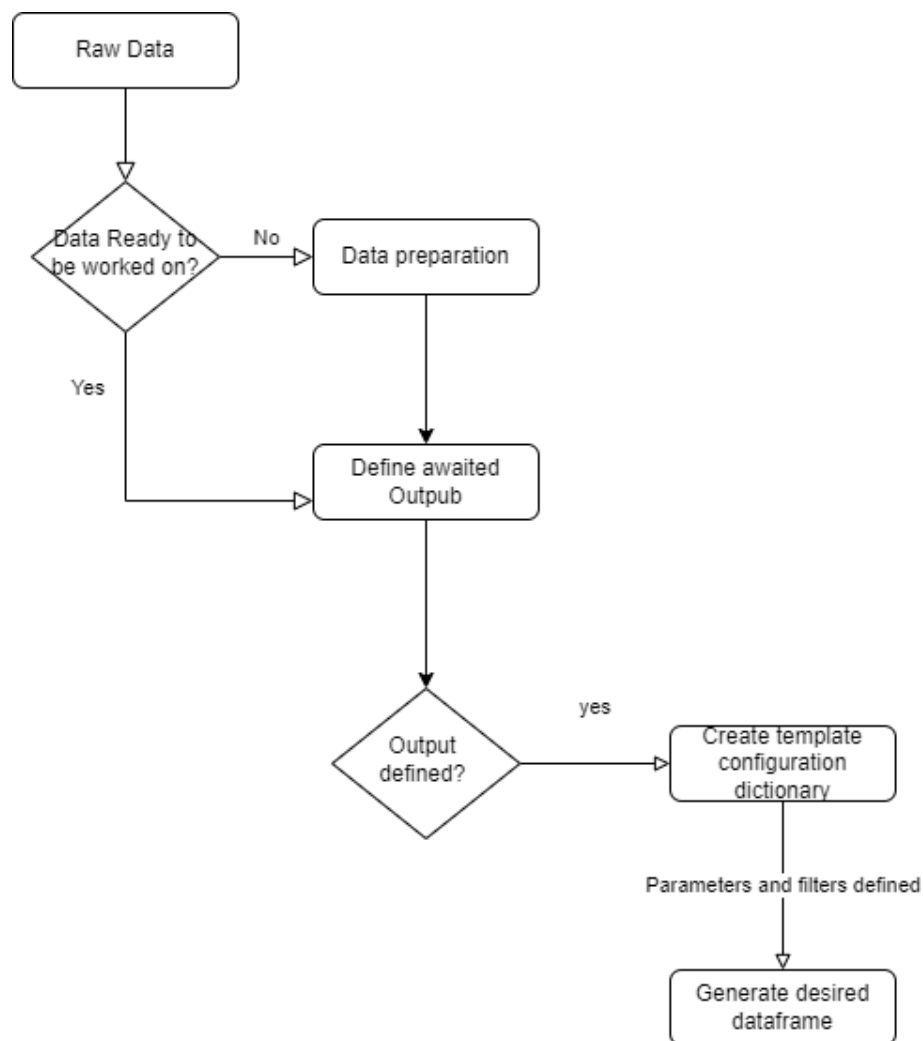 Raw Data
Data Ready to
be worked on?
No
Data preparation
Yes
Define awaited
Outpub
Output
defined?
yes
Create template
configuration
dictionary
Parameters and filters defined
Generate desired
dataframe